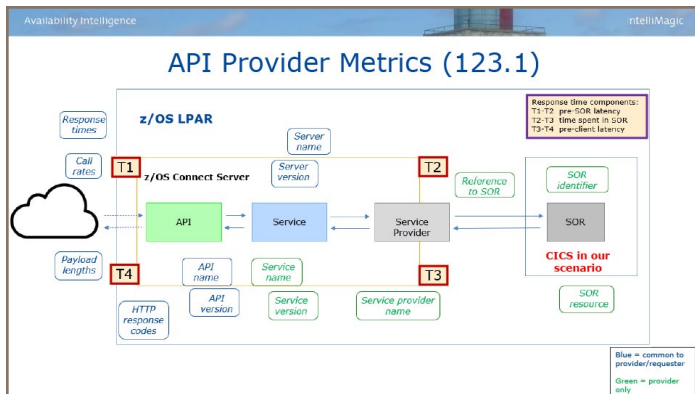 Availability Intelligence
ntelliMagic
API Provider Metrics (123.1)
Response time components:
T1-T2 pre-SOR latency
T2-T3 time spent in SOR
T3-T4 pre-client latency
Response
times
z/OS LPAR
Server
name
Call
rates
T1
z/OS Connect Server
Server
version
T2
Reference
to SOR
SOR
identifier
API
Service
Service
Provider
SOR
CICS in our
scenario
Payload
lengths
T4
API
name
Service
name
T3
API
version
Service
version
Service provider
name
SOR
resource
HTTP
response
codes
Blue = common to
provider/requester
Green = provider
only